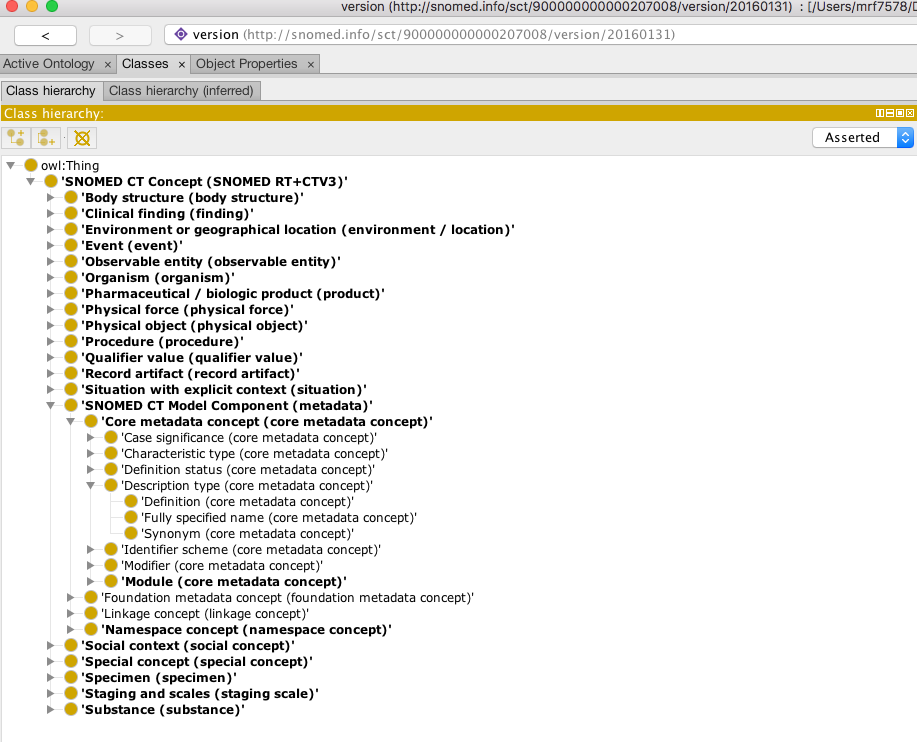 version (http://snomed.info/sct/900000000000207008/version/20160131) : [/Users/mrf7578/D
< > version (http://snomed.info/sct/900000000000207008/version/20160131)
Active Ontology × Classes × Object Properties ×
Class hierarchy Class hierarchy (inferred)
Class hierarchy:
Asserted
owl:Thing
'SNOMED CT Concept (SNOMED RT+CTV3)'
'Body structure (body structure)'
'Clinical finding (finding)'
'Environment or geographical location (environment / location)'
'Event (event)'
'Observable entity (observable entity)'
'Organism (organism)'
'Pharmaceutical / biologic product (product)'
'Physical force (physical force)'
'Physical object (physical object)'
'Procedure (procedure)'
'Qualifier value (qualifier value)'
'Record artifact (record artifact)'
'Situation with explicit context (situation)'
'SNOMED CT Model Component (metadata)'
'Core metadata concept (core metadata concept)'
'Case significance (core metadata concept)'
'Characteristic type (core metadata concept)'
'Definition status (core metadata concept)'
'Description type (core metadata concept)'
'Definition (core metadata concept)'
'Fully specified name (core metadata concept)'
'Synonym (core metadata concept)'
'Identifier scheme (core metadata concept)'
'Modifier (core metadata concept)'
'Module (core metadata concept)'
'Foundation metadata concept (foundation metadata concept)'
'Linkage concept (linkage concept)'
'Namespace concept (namespace concept)'
'Social context (social concept)'
'Special concept (special concept)'
'Specimen (specimen)'
'Staging and scales (staging scale)'
'Substance (substance)'